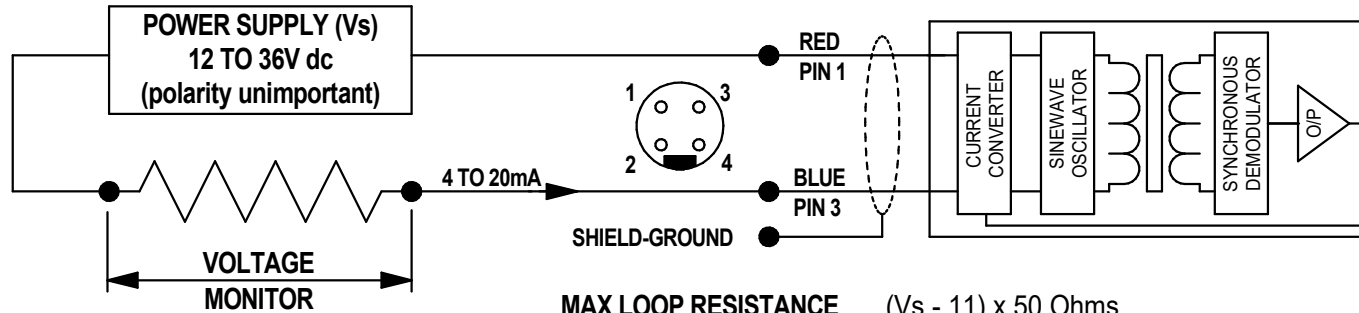 POWER SUPPLY (Vs)
12 TO 36V dc
(polarity unimportant)
RED
PIN 1
1
3
2
4
4 TO 20mA
BLUE
PIN 3
SHIELD-GROUND
VOLTAGE
MONITOR
CURRENT
CONVERTER
SINEWAVE
OSCILLATOR
SYNCHRONOUS
DEMODULATOR
O/P
MAX LOOP RESISTANCE (Vs - 11) x 50 Ohms